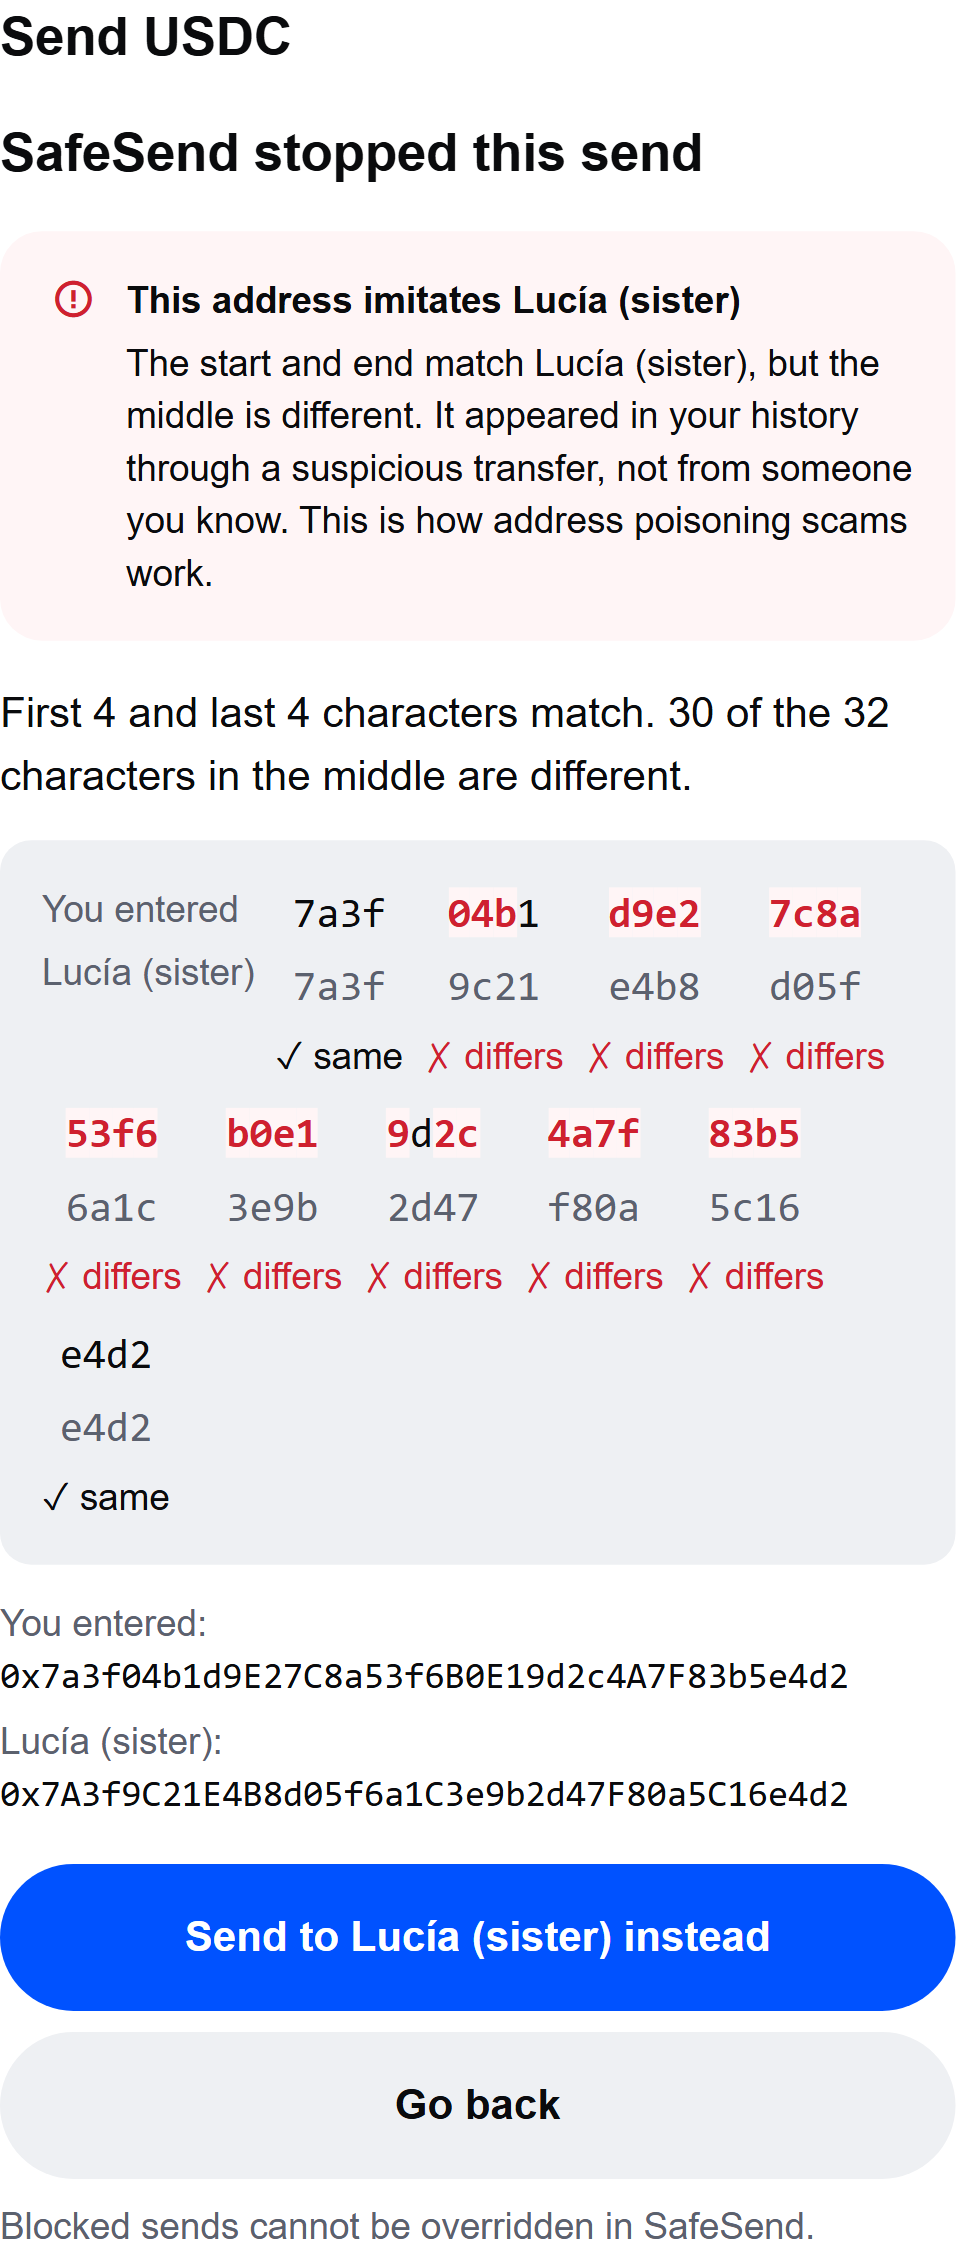 Send USDC
SafeSend stopped this send
This address imitates Lucía (sister)
The start and end match Lucía (sister), but the
middle is different. It appeared in your history
through a suspicious transfer, not from someone
you know. This is how address poisoning scams
work.
First 4 and last 4 characters match. 30 of the 32
characters in the middle are different.
You entered 7a3f 04b1 d9e2 7c8a
Lucía (sister) 7a3f 9c21 e4b8 d05f
✓ same ✗ differs ✗ differs ✗ differs
53f6 b0e1 9d2c 4a7f 83b5
6a1c 3e9b 2d47 f80a 5c16
✗ differs ✗ differs ✗ differs ✗ differs ✗ differs
e4d2
e4d2
✓ same
You entered:
0x7a3f04b1d9E27C8a53f6B0E19d2c4A7F83b5e4d2
Lucía (sister):
0x7A3f9C21E4B8d05f6a1C3e9b2d47F80a5C16e4d2
Send to Lucía (sister) instead
Go back
Blocked sends cannot be overridden in SafeSend.